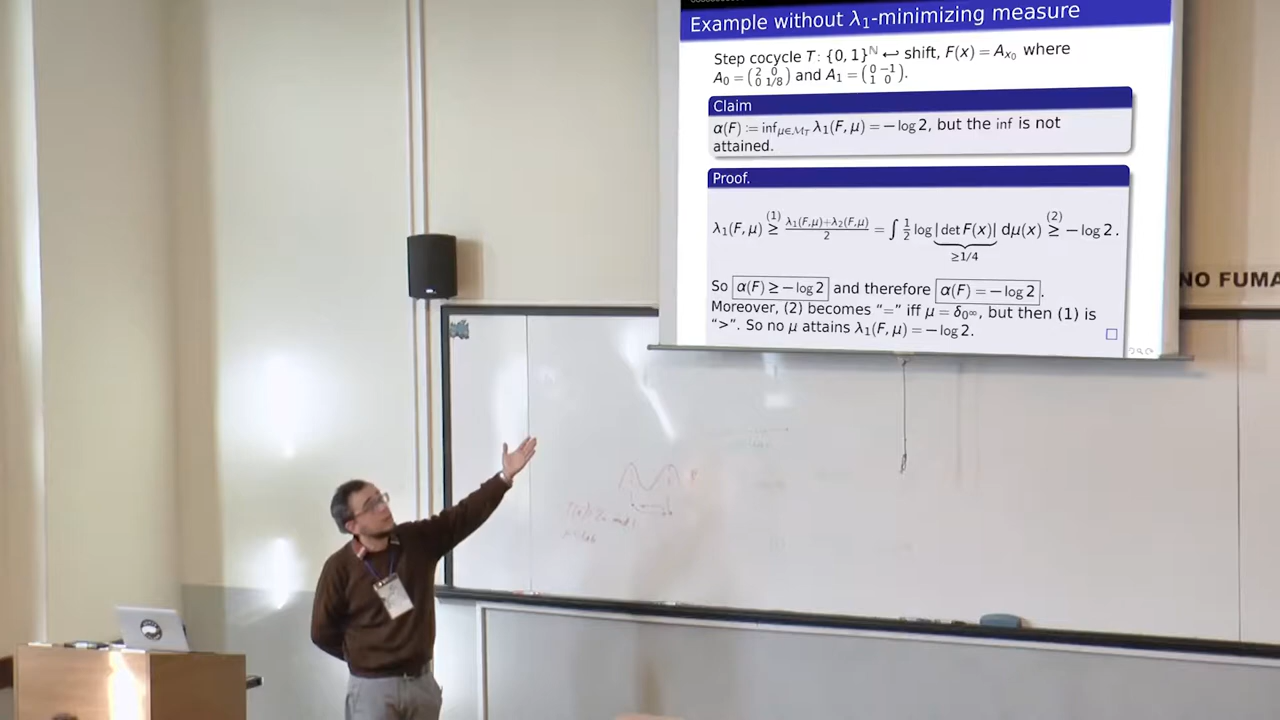 Example without λ₁-minimizing measure
Step cocycle T: {0, 1}^ℕ ↩ shift, F(x) = A_{x₀} where
A₀ = (2 0 / 0 1/8) and A₁ = (0 −1 / 1 0).
Claim
α(F) := inf_{μ∈M_T} λ₁(F, μ) = − log 2, but the inf is not
attained.
Proof.
λ₁(F, μ) ≥^{(1)} (λ₁(F,μ)+λ₂(F,μ))/2 = ∫ ½ log |det F(x)| dμ(x) ≥^{(2)} − log 2 .
≥1/4
So α(F) ≥ − log 2 and therefore α(F) = − log 2 .
Moreover, (2) becomes “=” iff μ = δ_{0^∞}, but then (1) is
“>”. So no μ attains λ₁(F, μ) = − log 2. □
NO FUMA